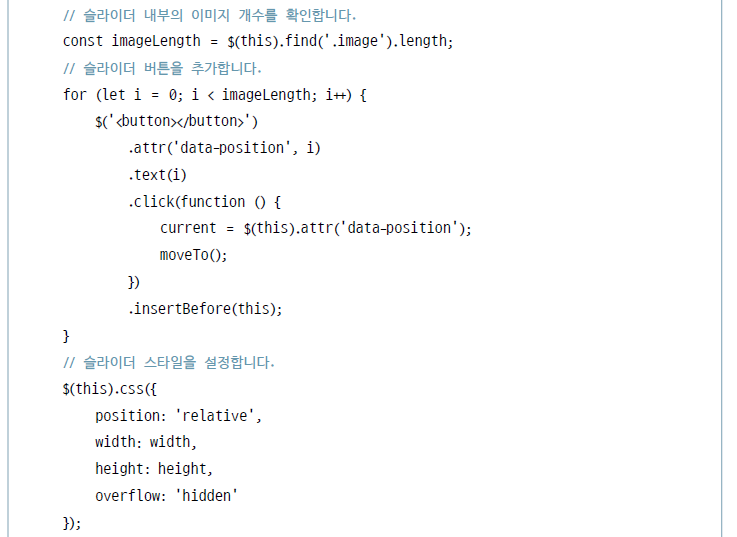 // 슬라이더 내부의 이미지 개수를 확인합니다.
const imageLength = $(this).find('.image').length;
// 슬라이더 버튼을 추가합니다.
for (let i = 0; i < imageLength; i++) {
$('<button></button>')
.attr('data-position', i)
.text(i)
.click(function () {
current = $(this).attr('data-position');
moveTo();
})
.insertBefore(this);
}
// 슬라이더 스타일을 설정합니다.
$(this).css({
position: 'relative',
width: width,
height: height,
overflow: 'hidden'
});